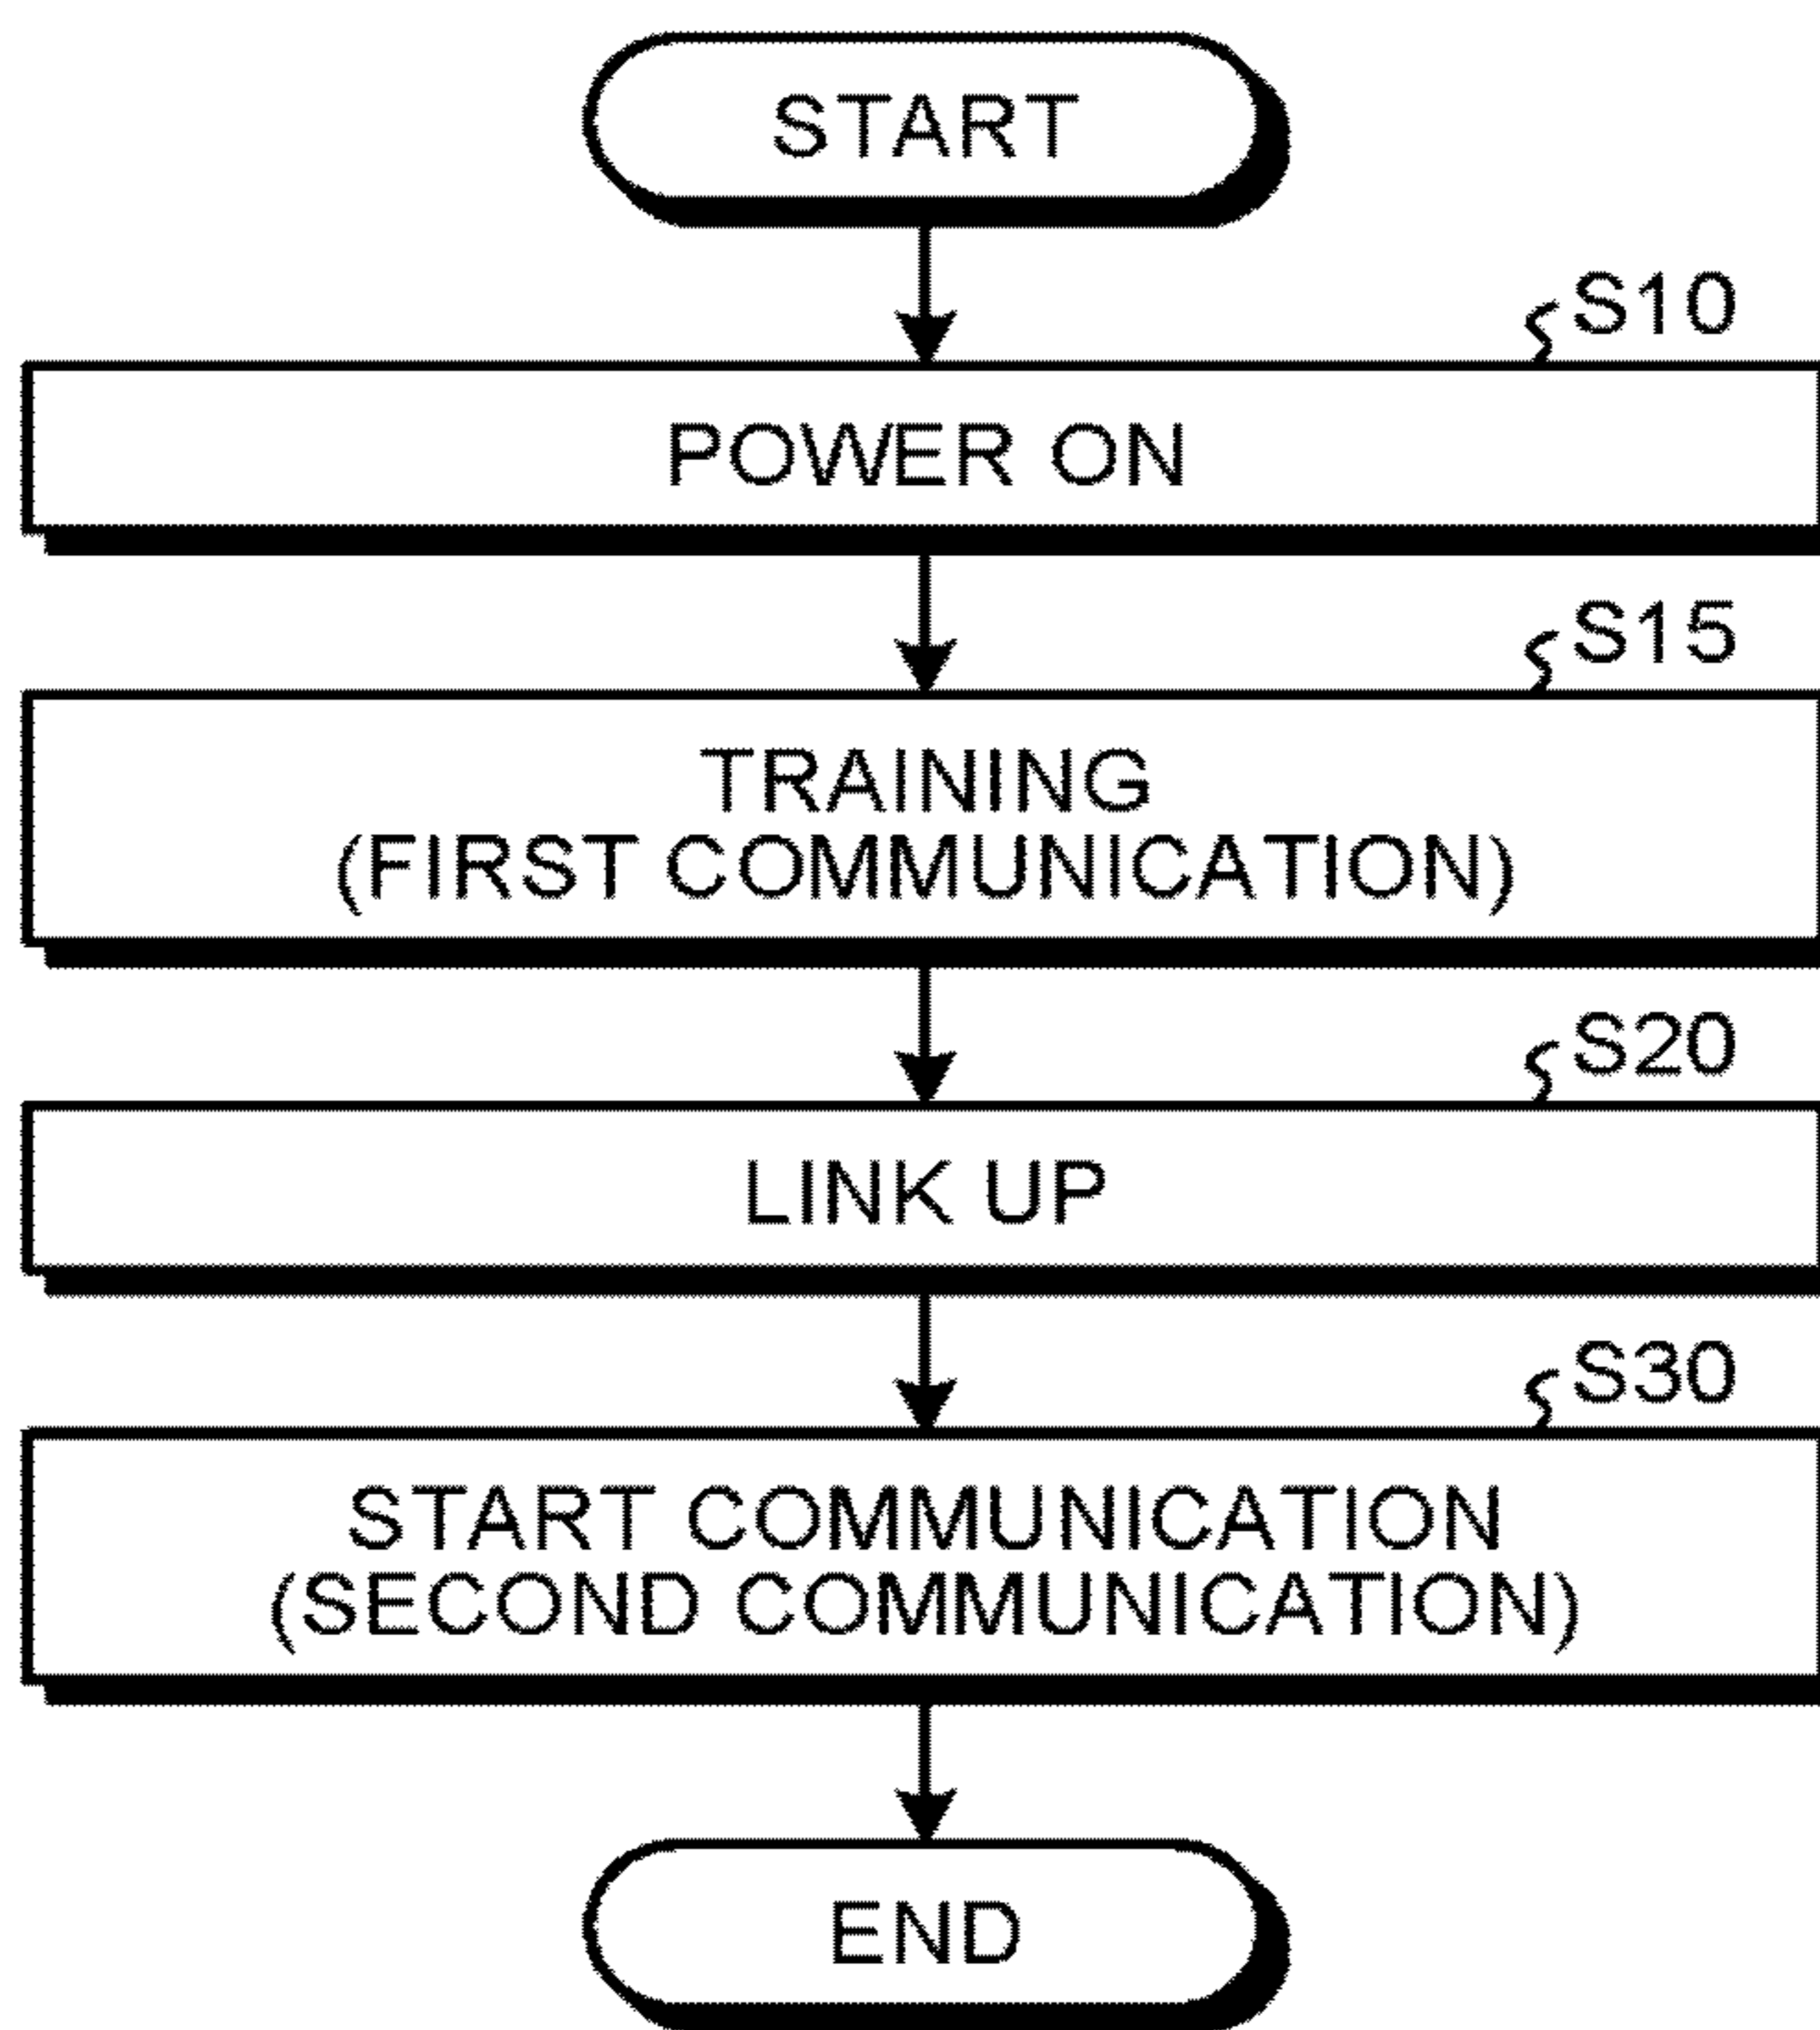 START
S10
POWER ON
S15
TRAINING
(FIRST COMMUNICATION)
S20
LINK UP
S30
START COMMUNICATION
(SECOND COMMUNICATION)
END